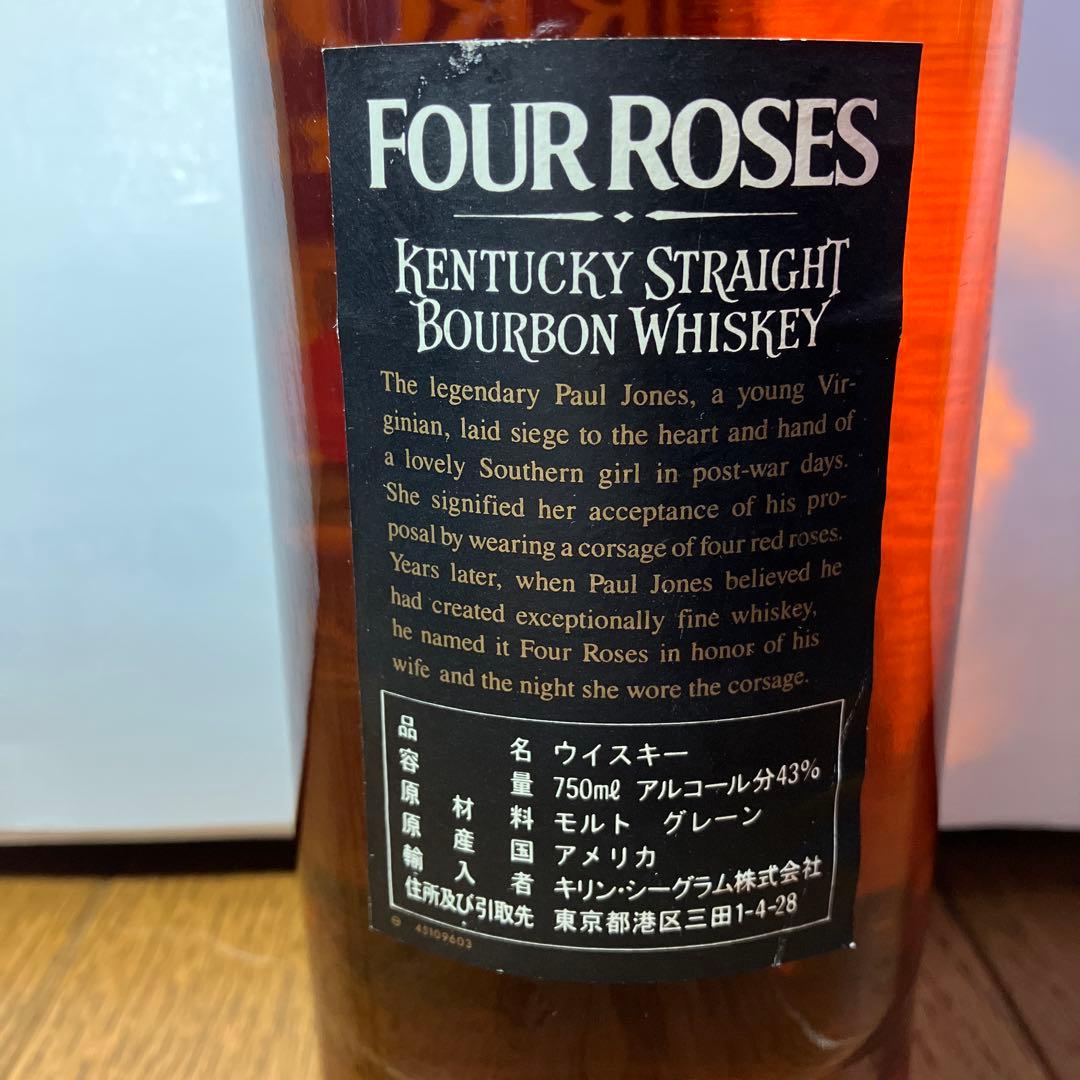 FOUR ROSES
KENTUCKY STRAIGHT
BOURBON WHISKEY
The legendary Paul Jones, a young Vir-
ginian, laid siege to the heart and hand of
a lovely Southern girl in post-war days.
She signified her acceptance of his pro-
posal by wearing a corsage of four red roses.
Years later, when Paul Jones believed he
had created exceptionally fine whiskey,
he named it Four Roses in honor of his
wife and the night she wore the corsage.
品名 ウイスキー
容量 750mℓ アルコール分43%
原材料 モルト グレーン
原産国 アメリカ
輸入者 キリン・シーグラム株式会社
住所及び引取先 東京都港区三田1-4-28
45109603